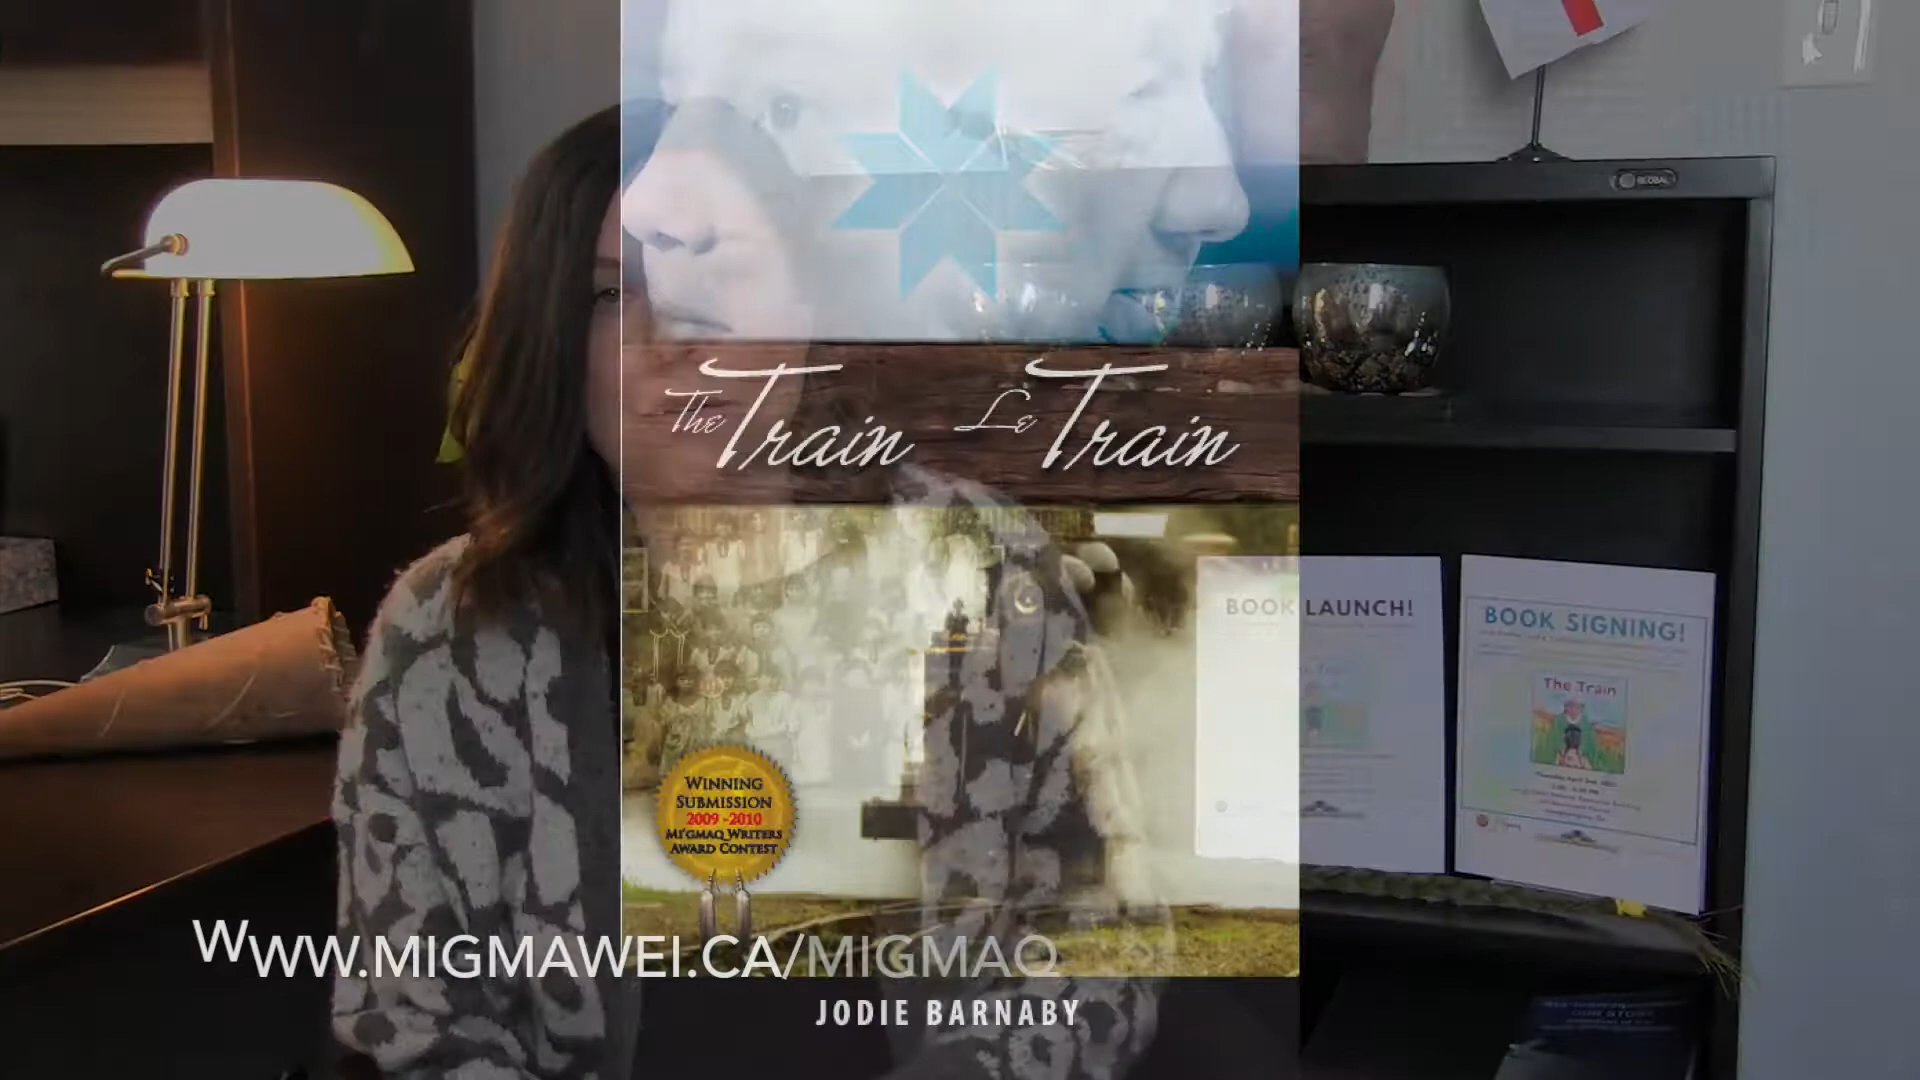 GLOBAL
The Train Le Train
BOOK LAUNCH!
BOOK SIGNING!
The Train
WINNING
SUBMISSION
2009 -2010
MI'GMAQ WRITERS
AWARD CONTEST
WWW.MIGMAWEI.CA/MIGMAQ
JODIE BARNABY